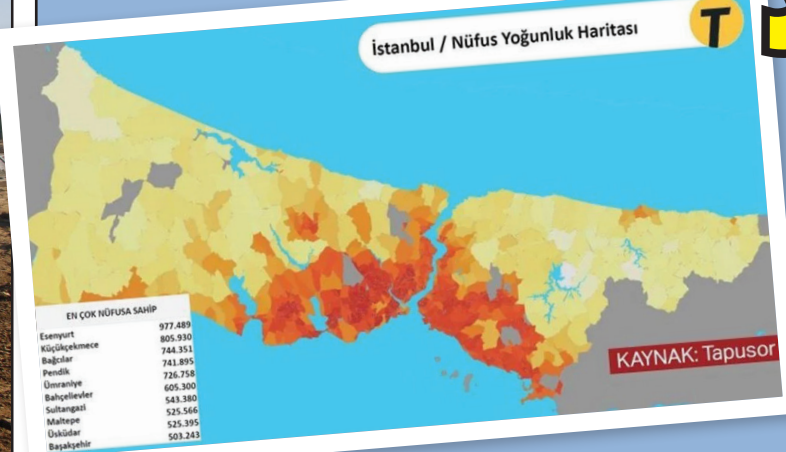 İstanbul / Nüfus Yoğunluk Haritası
T
EN ÇOK NÜFUSA SAHİP
Esenyurt 977.489
Küçükçekmece 805.930
Bağcılar 744.351
Pendik 741.895
Ümraniye 726.758
Bahçelievler 605.300
Sultangazi 543.380
Maltepe 525.566
Üsküdar 525.395
Başakşehir 503.243
KAYNAK: Tapusor